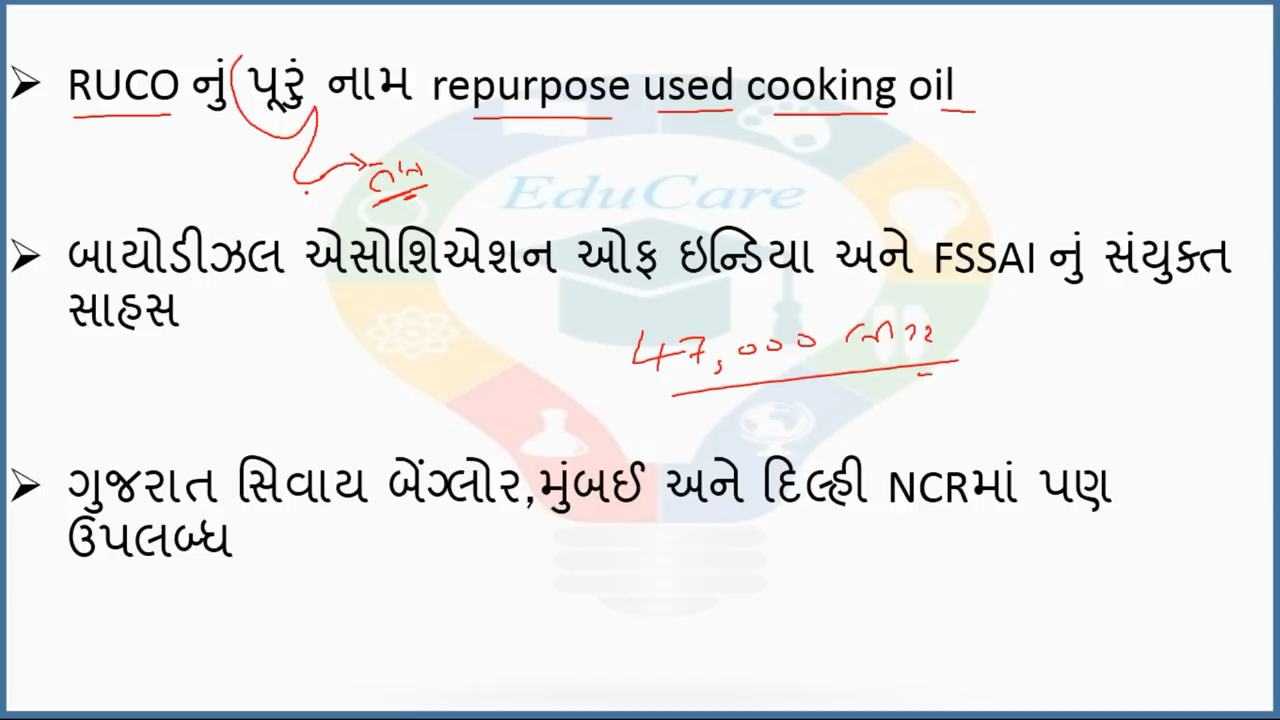 ➢ RUCO નું પૂરું નામ repurpose used cooking oil
EduCare
➢ બાયોડીઝલ એસોશિએશન ઓફ ઇન્ડિયા અને FSSAI નું સંયુક્ત
સાહસ
47,000
➢ ગુજરાત સિવાય બેંગ્લોર,મુંબઈ અને દિલ્હી NCRમાં પણ
ઉપલબ્ધ